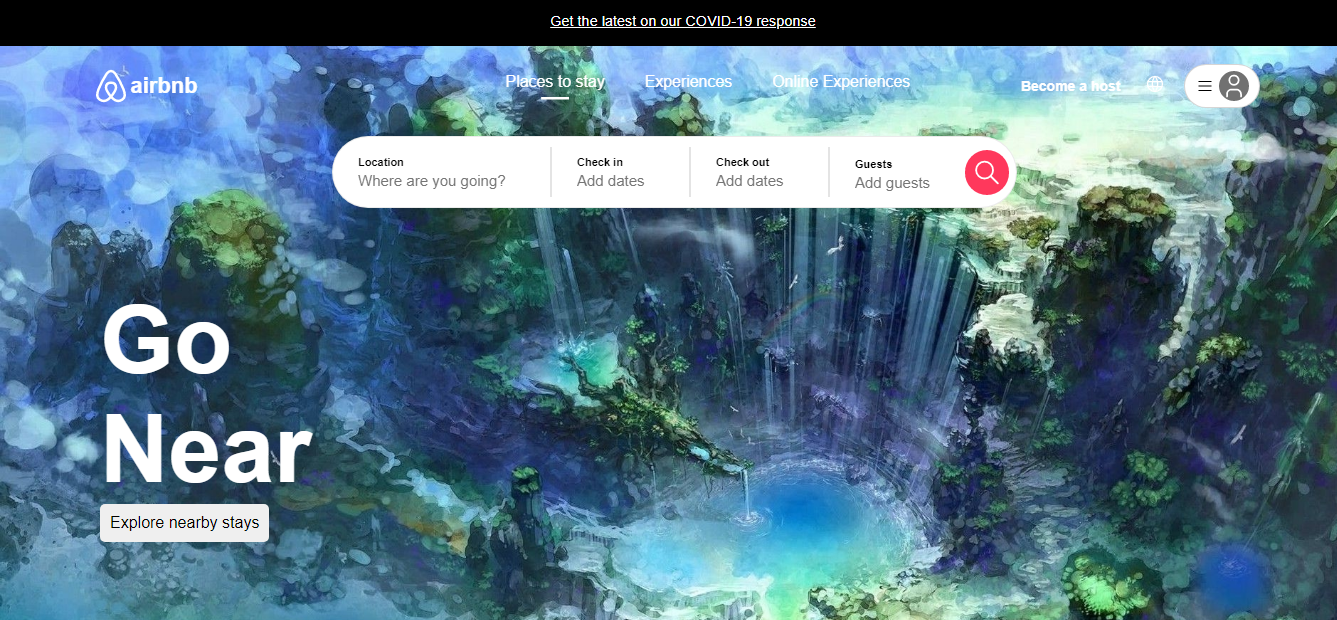 Get the latest on our COVID-19 response
airbnb
Places to stay
Experiences
Online Experiences
Become a host
Location
Where are you going?
Check in
Add dates
Check out
Add dates
Guests
Add guests
Go
Near
Explore nearby stays